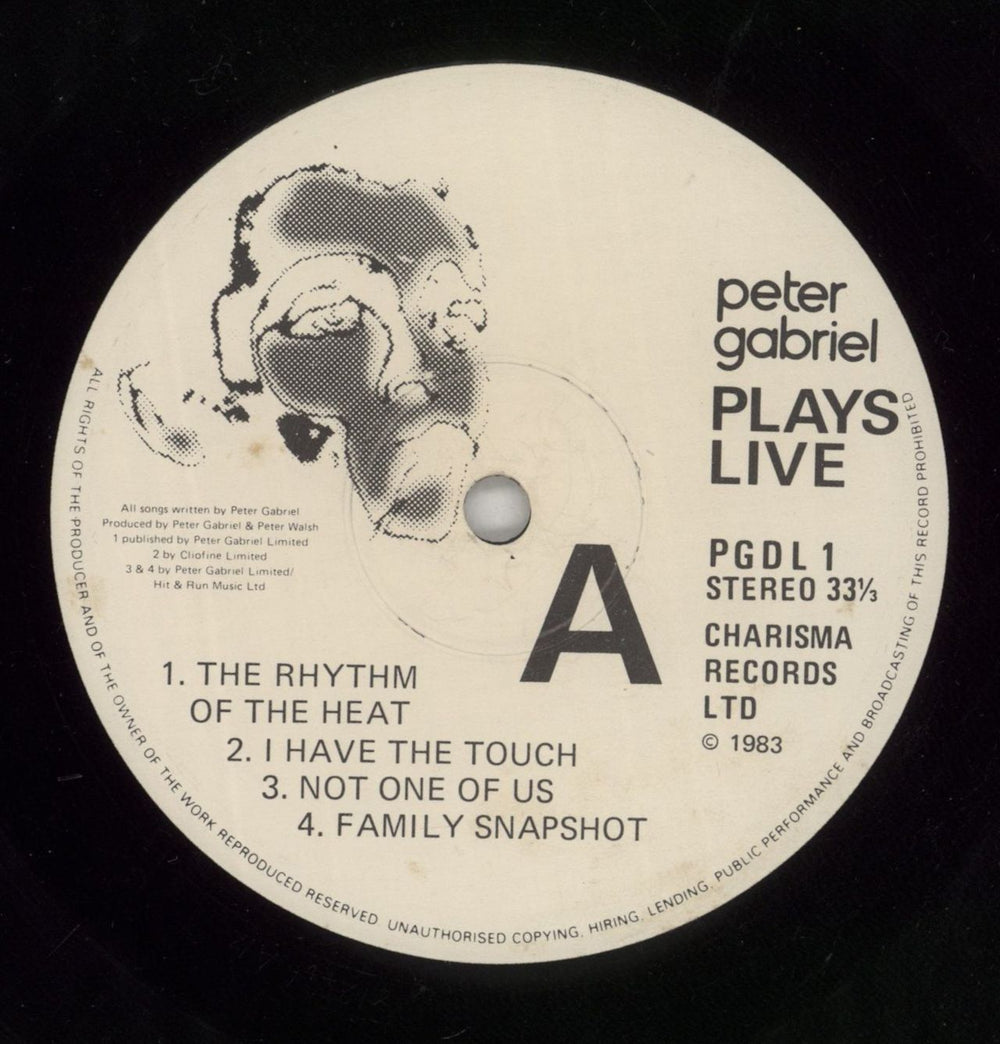 peter
gabriel
PLAYS
LIVE
PGDL 1
STEREO 33⅓
CHARISMA
RECORDS
LTD
© 1983
A
All songs written by Peter Gabriel
Produced by Peter Gabriel & Peter Walsh
1 published by Peter Gabriel Limited
2 by Cliofine Limited
3 & 4 by Peter Gabriel Limited/
Hit & Run Music Ltd
1. THE RHYTHM
OF THE HEAT
2. I HAVE THE TOUCH
3. NOT ONE OF US
4. FAMILY SNAPSHOT
ALL RIGHTS OF THE PRODUCER AND OF THE OWNER OF THE WORK REPRODUCED RESERVED UNAUTHORISED COPYING, HIRING, LENDING, PUBLIC PERFORMANCE AND BROADCASTING OF THIS RECORD PROHIBITED